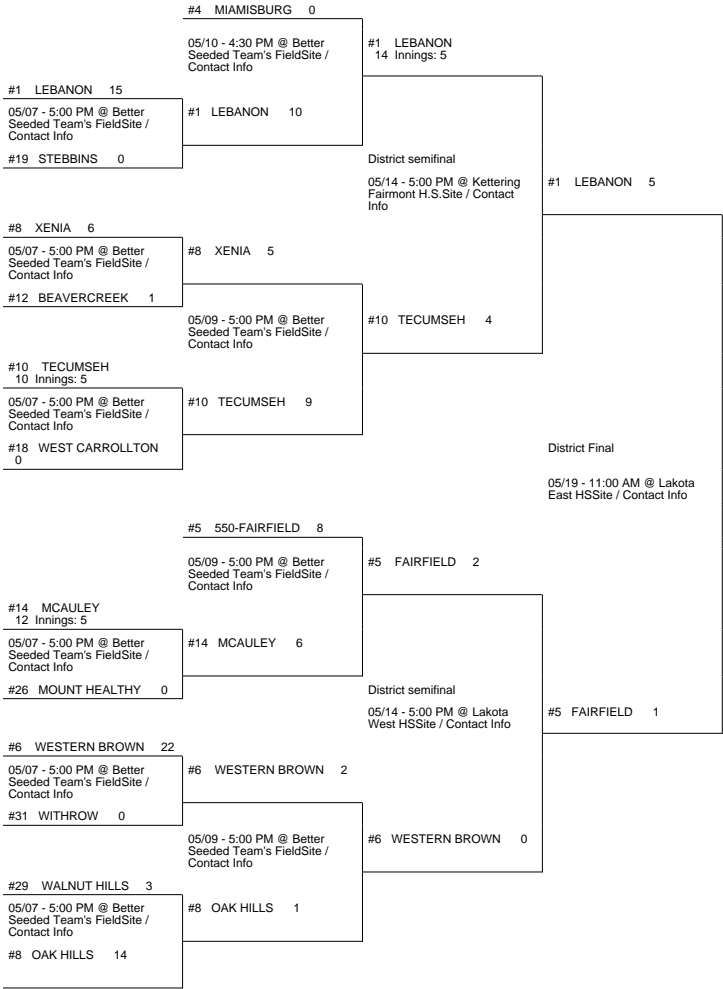 #4 MIAMISBURG 0
05/10 - 4:30 PM @ Better
Seeded Team's FieldSite /
Contact Info
#1 LEBANON
14 Innings: 5
#1 LEBANON 15
05/07 - 5:00 PM @ Better
Seeded Team's FieldSite /
Contact Info
#1 LEBANON 10
#19 STEBBINS 0
District semifinal
05/14 - 5:00 PM @ Kettering
Fairmont H.S.Site / Contact
Info
#1 LEBANON 5
#8 XENIA 6
05/07 - 5:00 PM @ Better
Seeded Team's FieldSite /
Contact Info
#8 XENIA 5
#12 BEAVERCREEK 1
05/09 - 5:00 PM @ Better
Seeded Team's FieldSite /
Contact Info
#10 TECUMSEH 4
#10 TECUMSEH
10 Innings: 5
05/07 - 5:00 PM @ Better
Seeded Team's FieldSite /
Contact Info
#10 TECUMSEH 9
#18 WEST CARROLLTON
0
District Final
05/19 - 11:00 AM @ Lakota
East HSSite / Contact Info
#5 550-FAIRFIELD 8
05/09 - 5:00 PM @ Better
Seeded Team's FieldSite /
Contact Info
#5 FAIRFIELD 2
#14 MCAULEY
12 Innings: 5
05/07 - 5:00 PM @ Better
Seeded Team's FieldSite /
Contact Info
#14 MCAULEY 6
#26 MOUNT HEALTHY 0
District semifinal
05/14 - 5:00 PM @ Lakota
West HSSite / Contact Info
#5 FAIRFIELD 1
#6 WESTERN BROWN 22
05/07 - 5:00 PM @ Better
Seeded Team's FieldSite /
Contact Info
#6 WESTERN BROWN 2
#31 WITHROW 0
05/09 - 5:00 PM @ Better
Seeded Team's FieldSite /
Contact Info
#6 WESTERN BROWN 0
#29 WALNUT HILLS 3
05/07 - 5:00 PM @ Better
Seeded Team's FieldSite /
Contact Info
#8 OAK HILLS 1
#8 OAK HILLS 14